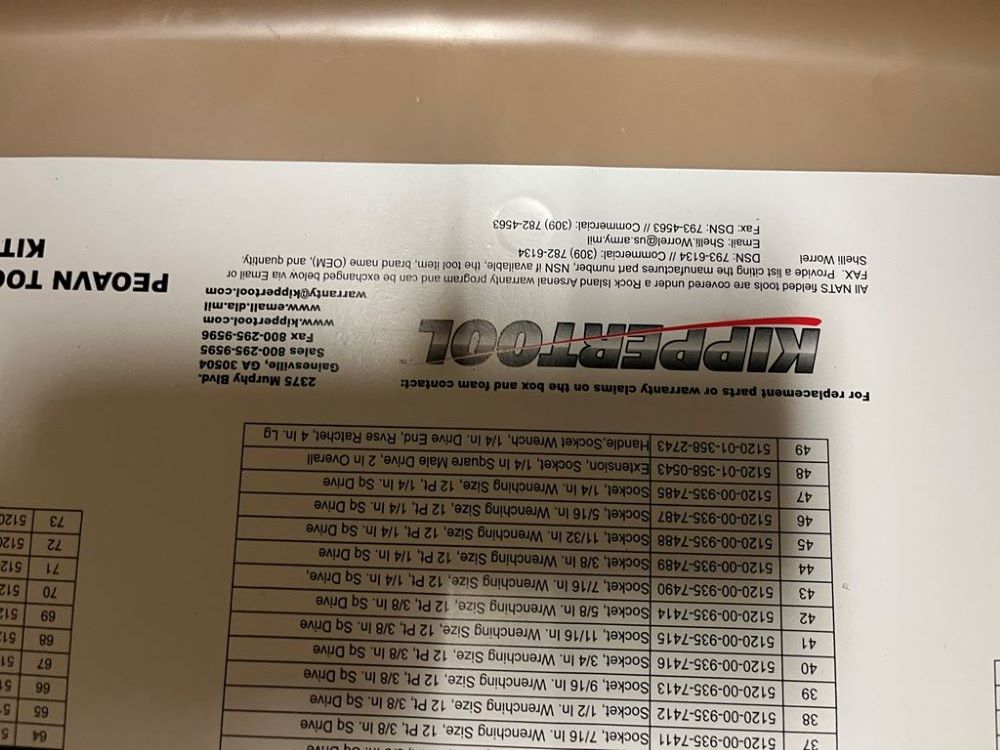 37 5120-00-935-7411 Socket, 7/16 In. Wrenching Size, 12 Pt, 3/8 In. Sq Drive
38 5120-00-935-7412 Socket, 1/2 In. Wrenching Size, 12 Pt, 3/8 In. Sq Drive
39 5120-00-935-7413 Socket, 9/16 In. Wrenching Size, 12 Pt, 3/8 In. Sq Drive
40 5120-00-935-7416 Socket, 3/4 In. Wrenching Size, 12 Pt, 3/8 In. Sq Drive
41 5120-00-935-7415 Socket, 11/16 In. Wrenching Size, 12 Pt, 3/8 In. Sq Drive
42 5120-00-935-7414 Socket, 5/8 In. Wrenching Size, 12 Pt, 3/8 In. Sq Drive
43 5120-00-935-7490 Socket, 7/16 In. Wrenching Size, 12 Pt, 1/4 In. Sq Drive,
44 5120-00-935-7489 Socket, 3/8 In. Wrenching Size, 12 Pt, 1/4 In. Sq Drive
45 5120-00-935-7488 Socket, 11/32 in. Wrenching Size, 12 Pt, 1/4 In. Sq Drive
46 5120-00-935-7487 Socket, 5/16 In. Wrenching Size, 12 Pt, 1/4 In. Sq Drive
47 5120-00-935-7485 Socket, 1/4 In. Wrenching Size, 12 Pt, 1/4 In. Sq Drive
48 5120-01-358-0543 Extension, Socket, 1/4 In Square Male Drive, 2 In Overall
49 5120-01-358-2743 Handle,Socket Wrench, 1/4 In. Drive End, Rvse Ratchet, 4 In. Lg
For replacement parts or warranty claims on the box and foam contact:
KIPPERTOOL
2375 Murphy Blvd.
Gainesville, GA 30504
Sales 800-295-9595
Fax 800-295-9596
www.kippertool.com
www.email.dla.mil
warranty@kippertool.com
All NATS fielded tools are covered under a Rock Island Arsenal warranty program and can be exchanged below via Email or
FAX. Provide a list citing the manufactures part number, NSN if available, the tool item, brand name (OEM), and quantity.
Shelli Worrel DSN: 793-6134 // Commercial: (309) 782-6134
Email: Shelli.Worrel@us.army.mil
Fax: DSN: 793-4563 // Commercial: (309) 782-4563
64 5
65 5
66 51
67 51
68 512
69 512
70 512
71 512
72 5120
73 5120
PEOAVN TOO
KIT